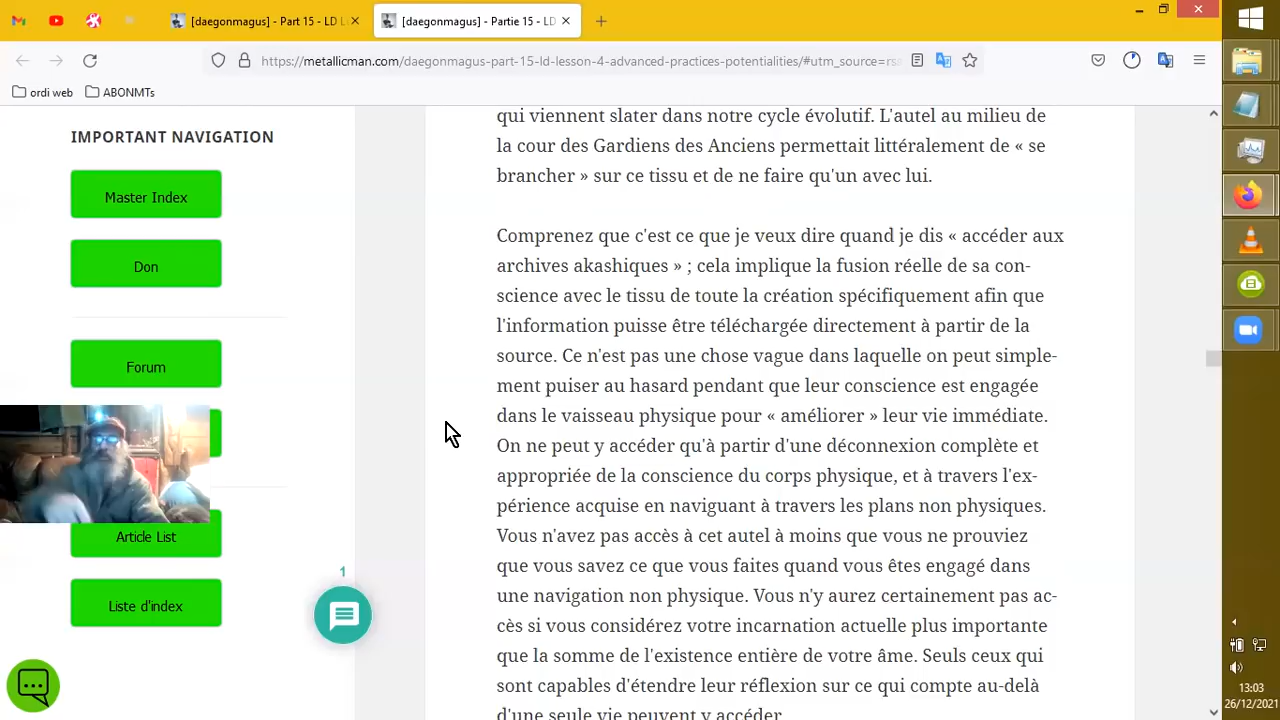 [daegonmagus] - Part 15 - LD L
[daegonmagus] - Partie 15 - LD
https://metallicman.com/daegonmagus-part-15-ld-lesson-4-advanced-practices-potentialities/#utm_source=rs
ordi web
ABONMTs
IMPORTANT NAVIGATION
Master Index
Don
Forum
Article List
Liste d'index
1
qui viennent slater dans notre cycle évolutif. L'autel au milieu de
la cour des Gardiens des Anciens permettait littéralement de « se
brancher » sur ce tissu et de ne faire qu'un avec lui.
Comprenez que c'est ce que je veux dire quand je dis « accéder aux
archives akashiques » ; cela implique la fusion réelle de sa con-
science avec le tissu de toute la création spécifiquement afin que
l'information puisse être téléchargée directement à partir de la
source. Ce n'est pas une chose vague dans laquelle on peut simple-
ment puiser au hasard pendant que leur conscience est engagée
dans le vaisseau physique pour « améliorer » leur vie immédiate.
On ne peut y accéder qu'à partir d'une déconnexion complète et
appropriée de la conscience du corps physique, et à travers l'ex-
périence acquise en naviguant à travers les plans non physiques.
Vous n'avez pas accès à cet autel à moins que vous ne prouviez
que vous savez ce que vous faites quand vous êtes engagé dans
une navigation non physique. Vous n'y aurez certainement pas ac-
cès si vous considérez votre incarnation actuelle plus importante
que la somme de l'existence entière de votre âme. Seuls ceux qui
sont capables d'étendre leur réflexion sur ce qui compte au-delà
d'une seule vie peuvent y accéder.
13:03
26/12/2021